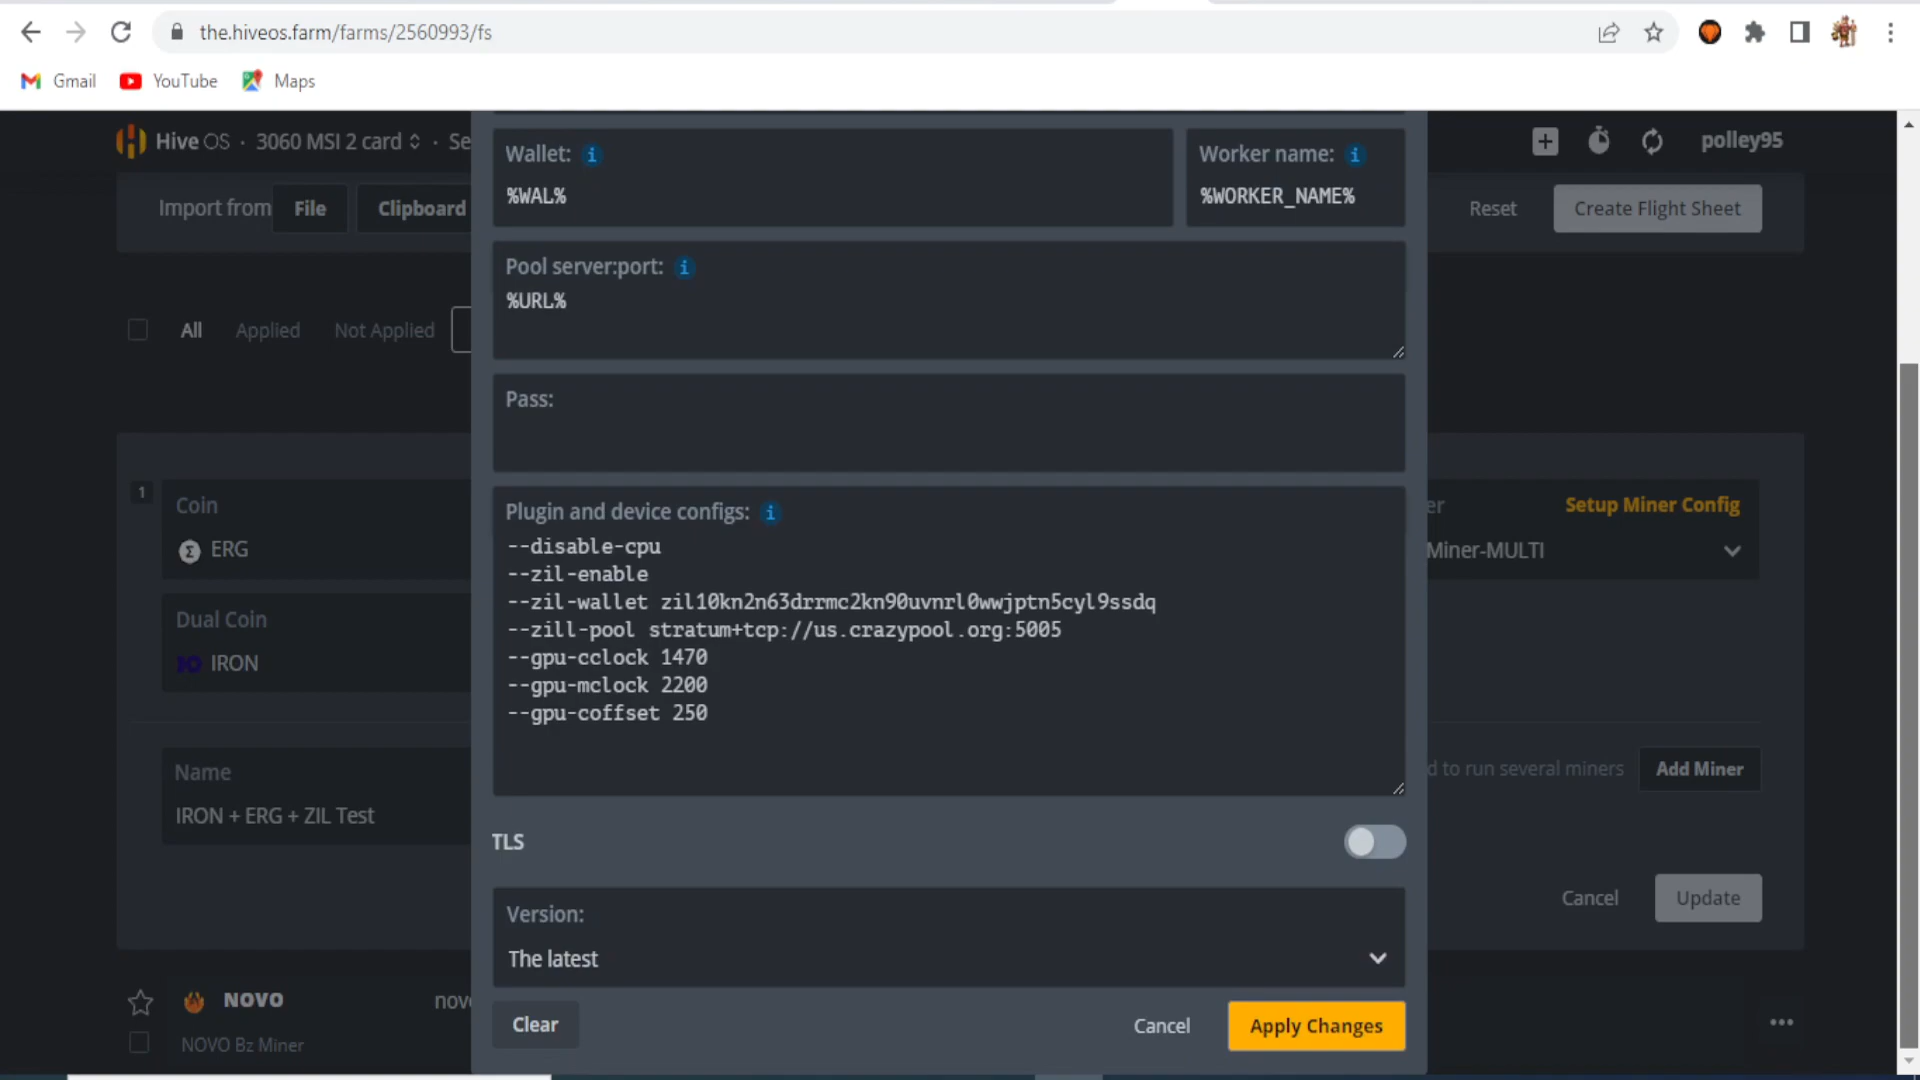 the.hiveos.farm/farms/2560993/fs
Gmail YouTube Maps
Hive OS · 3060 MSI 2 card · Se
polley95
Import from File Clipboard
Reset Create Flight Sheet
Wallet:
%WAL%
Worker name:
%WORKER_NAME%
Pool server:port:
%URL%
All Applied Not Applied
Pass:
1
Coin
ERG
Dual Coin
IRON
Name
IRON + ERG + ZIL Test
Plugin and device configs:
--disable-cpu
--zil-enable
--zil-wallet zil10kn2n63drrmc2kn90uvnrl0wwjptn5cyl9ssdq
--zill-pool stratum+tcp://us.crazypool.org:5005
--gpu-cclock 1470
--gpu-mclock 2200
--gpu-coffset 250
er Setup Miner Config
Miner-MULTI
d to run several miners Add Miner
TLS
Cancel Update
Version:
The latest
Clear Cancel Apply Changes
NOVO nov
NOVO Bz Miner